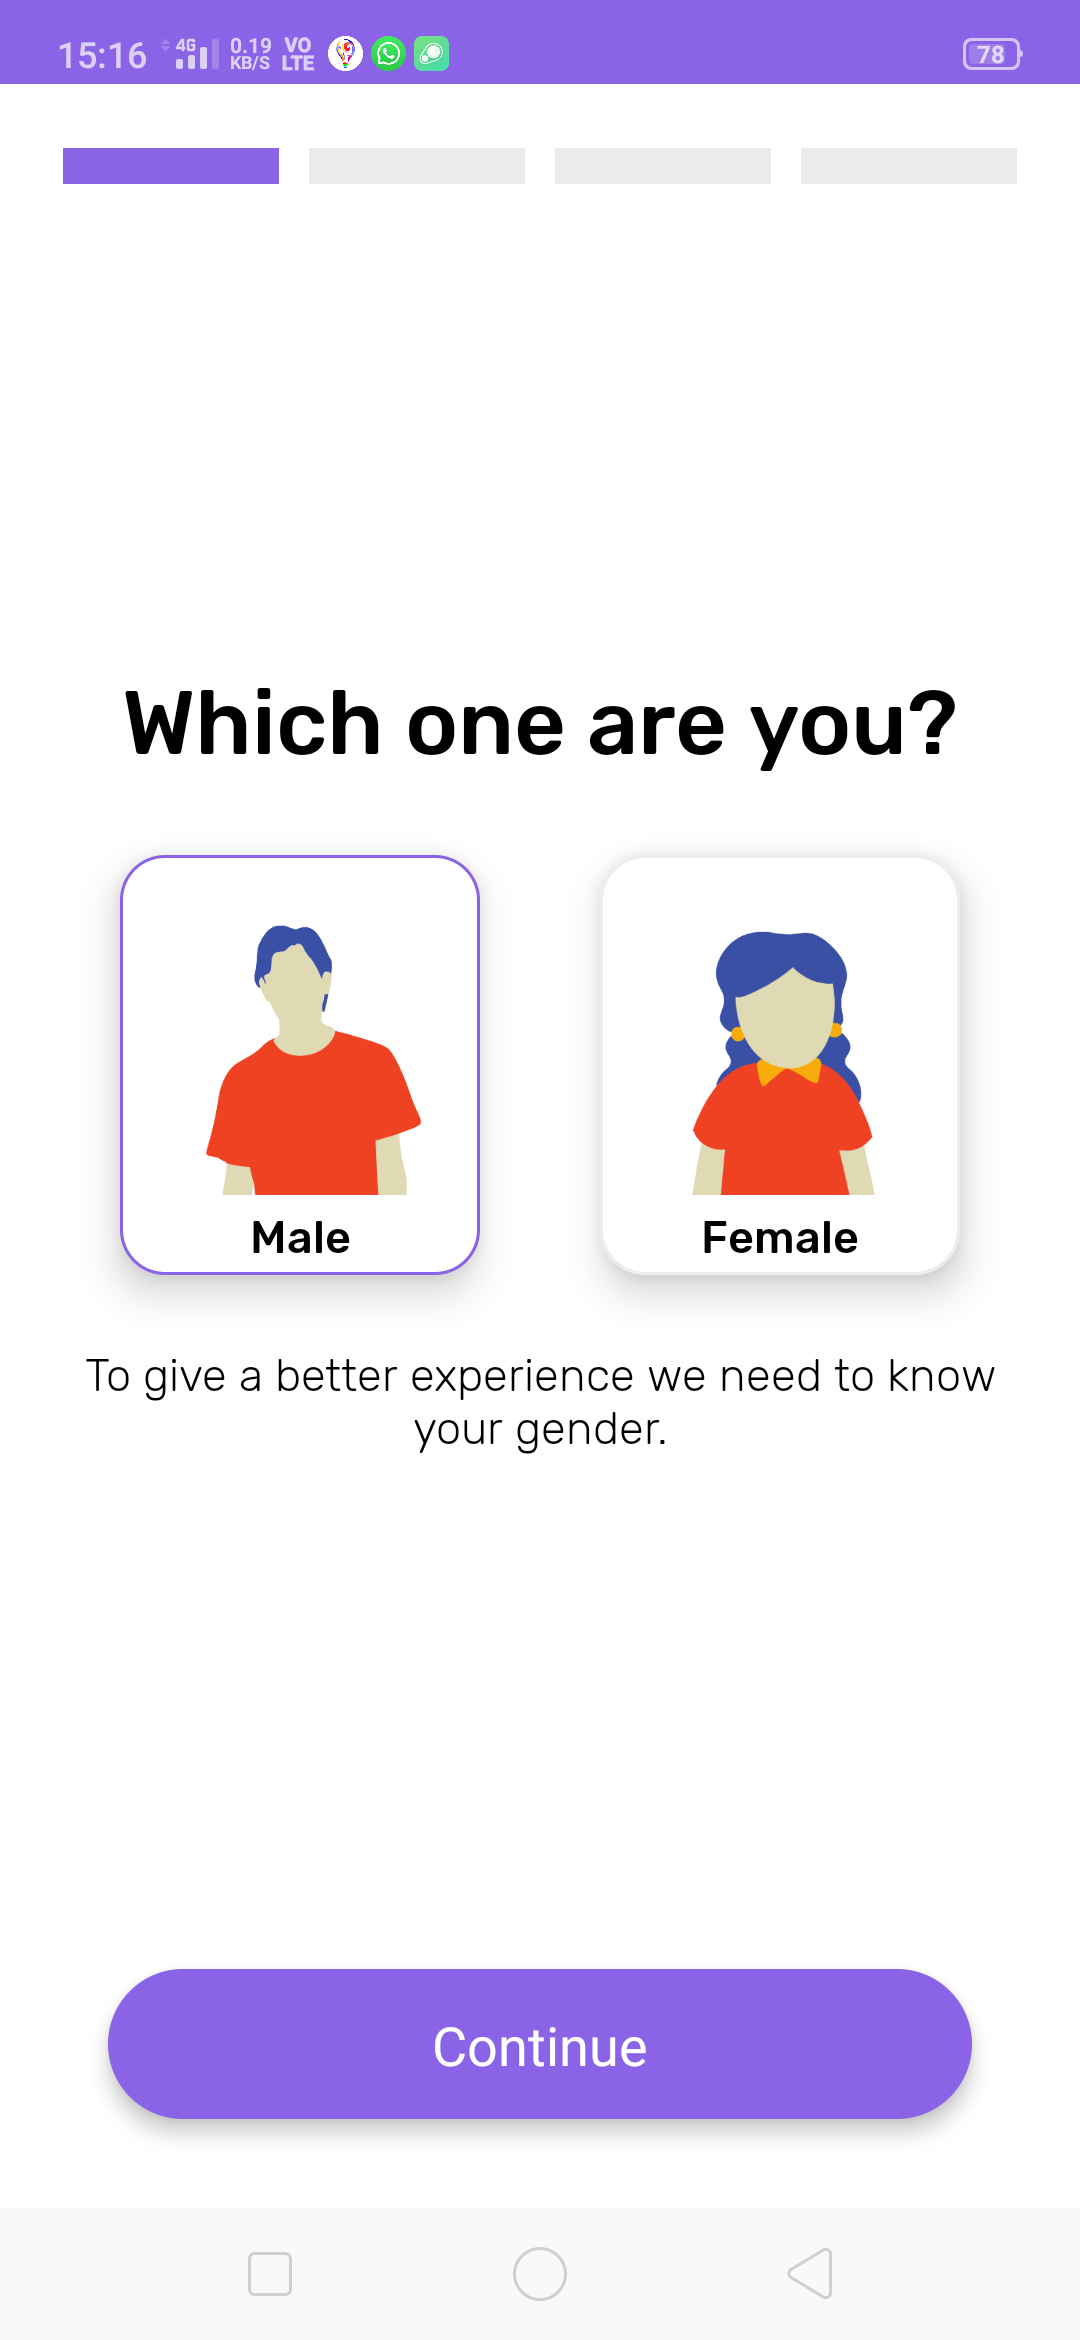 15:16 4G 0.19 KB/S VO LTE 78
Which one are you?
Male Female
To give a better experience we need to know
your gender.
Continue